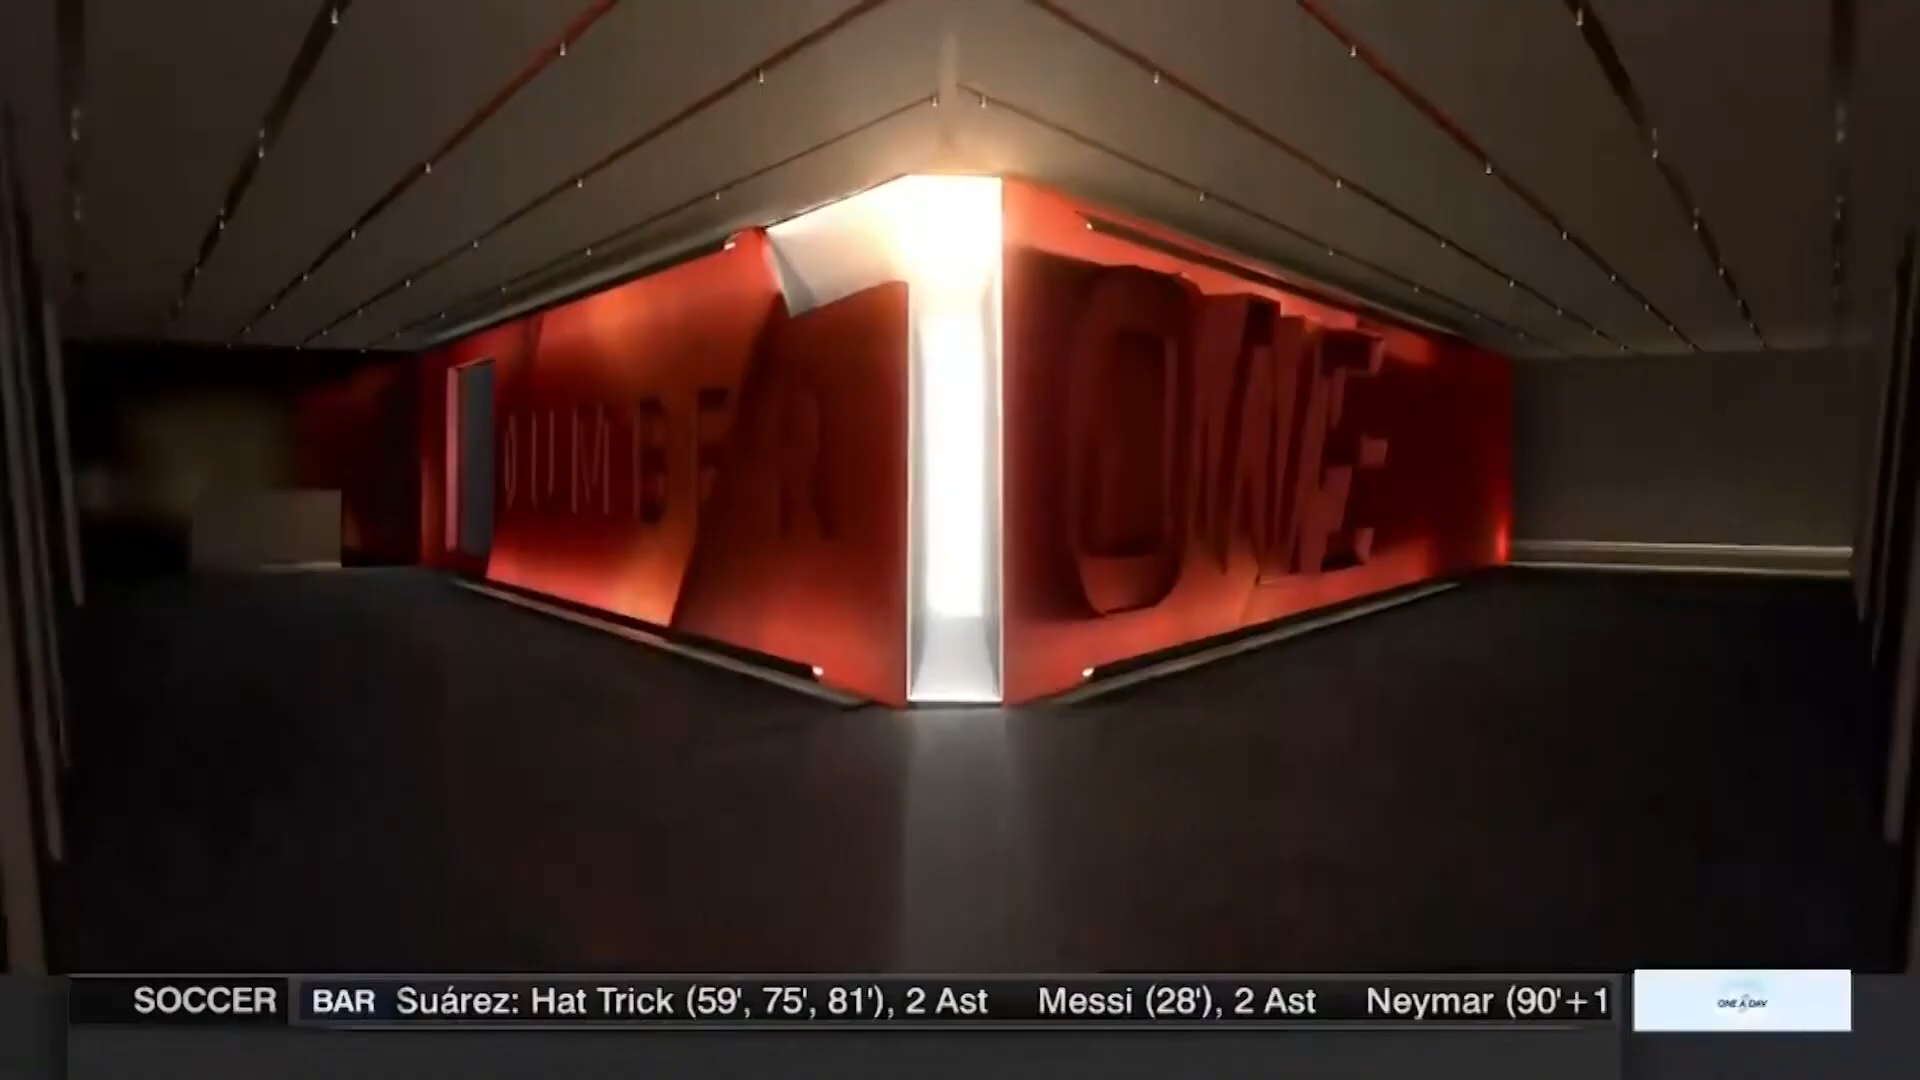 NUMBER
1
ONE
SOCCER BAR Suárez: Hat Trick (59', 75', 81'), 2 Ast Messi (28'), 2 Ast Neymar (90'+1
ONE A DAY